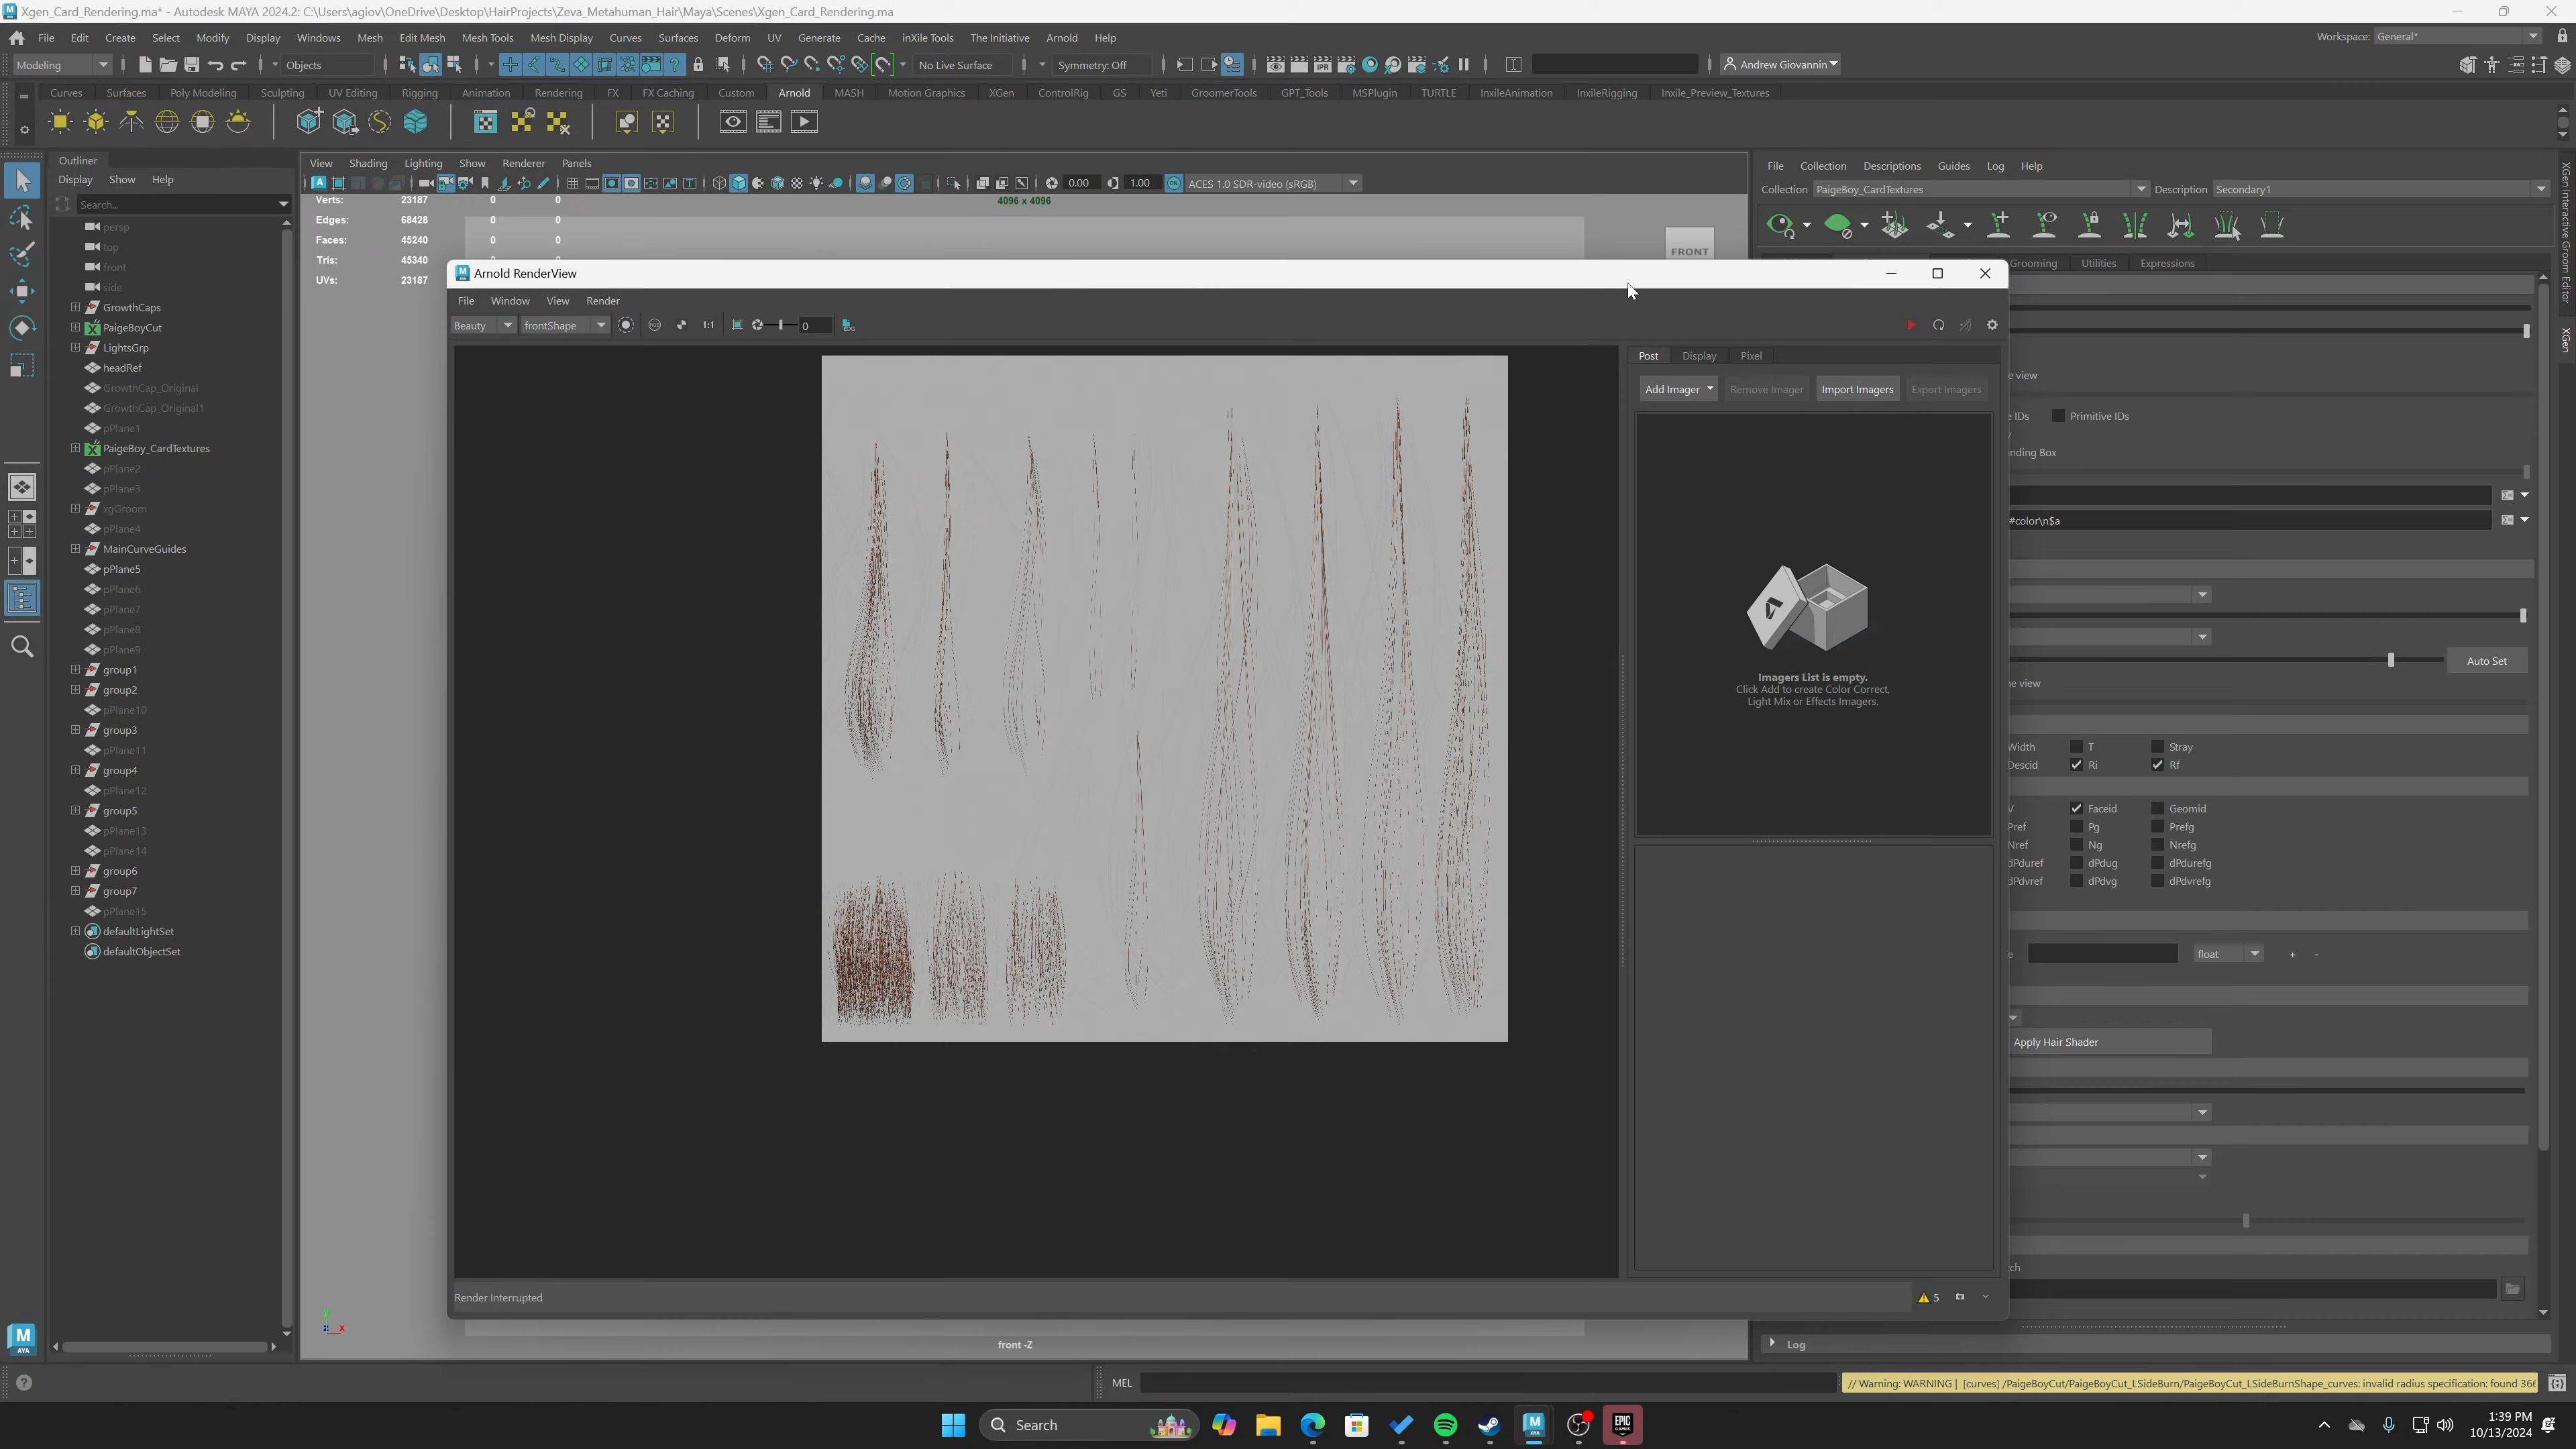 Xgen_Card_Rendering.ma* - Autodesk MAYA 2024.2: C:\Users\agiov\OneDrive\Desktop\HairProjects\Zeva_Metahuman_Hair\Maya\Scenes\Xgen_Card_Rendering.ma
File Edit Create Select Modify Display Windows Mesh Edit Mesh Mesh Tools Mesh Display Curves Surfaces Deform UV Generate Cache inXile Tools The Initiative Arnold Help
Workspace: General*
Modeling
Objects
No Live Surface
Symmetry: Off
Andrew Giovannin
Curves Surfaces Poly Modeling Sculpting UV Editing Rigging Animation Rendering FX FX Caching Custom Arnold MASH Motion Graphics XGen ControlRig GS Yeti GroomerTools GPT_Tools MSPlugin TURTLE InxileAnimation InxileRigging Inxile_Preview_Textures
Outliner
Display Show Help
Search...
persp
top
front
side
GrowthCaps
PaigeBoyCut
LightsGrp
headRef
GrowthCap_Original
GrowthCap_Original1
pPlane1
PaigeBoy_CardTextures
pPlane2
pPlane3
xgGroom
pPlane4
MainCurveGuides
pPlane5
pPlane6
pPlane7
pPlane8
pPlane9
group1
group2
pPlane10
group3
pPlane11
group4
pPlane12
group5
pPlane13
pPlane14
group6
group7
pPlane15
defaultLightSet
defaultObjectSet
View Shading Lighting Show Renderer Panels
0.00
1.00
ACES 1.0 SDR-video (sRGB)
4096 x 4096
Verts: 23187 0 0
Edges: 68428 0 0
Faces: 45240 0 0
Tris: 45340 0 0
UVs: 23187 0 0
FRONT
Arnold RenderView
File Window View Render
Beauty
frontShape
1:1
0
Post Display Pixel
Add Imager
Remove Imager
Import Imagers
Export Imagers
Imagers List is empty.
Click Add to create Color Correct,
Light Mix or Effects Imagers.
Render Interrupted
5
front -Z
File Collection Descriptions Guides Log Help
Collection PaigeBoy_CardTextures
Description Secondary1
Grooming Utilities Expressions
e view
e IDs
Primitive IDs
nding Box
#color\n$a
Auto Set
ne view
Width T Stray
Descid Ri Rf
V Faceid Geomid
Pref Pg Prefg
Nref Ng Nrefg
dPduref dPdug dPdurefg
dPdvref dPdvg dPdvrefg
e
float
+ -
Apply Hair Shader
ch
Log
XGen Interactive Groom Editor
XGen
MEL
// Warning: WARNING | [curves] /PaigeBoyCut/PaigeBoyCut_LSideBurn/PaigeBoyCut_LSideBurnShape_curves: invalid radius specification: found 366
Search
1:39 PM
10/13/2024